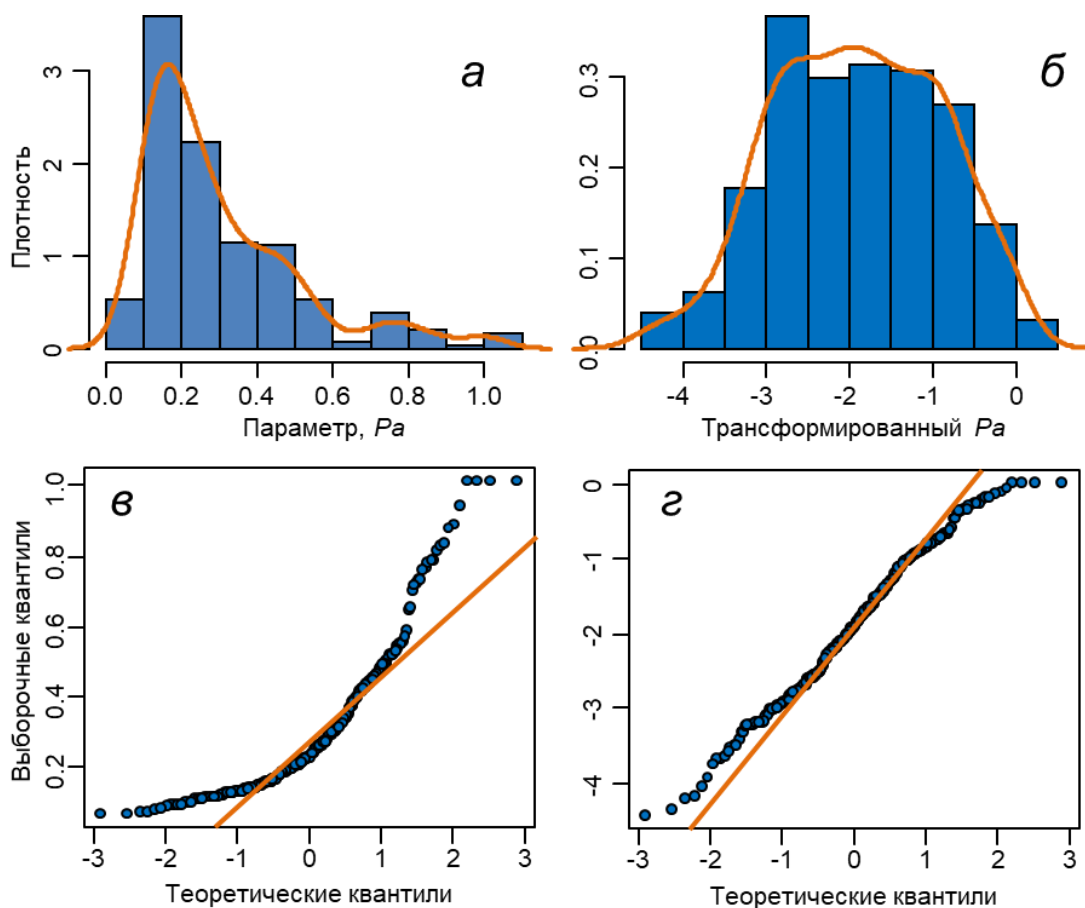 а
Плотность
3
2
1
0
0.0 0.2 0.4 0.6 0.8 1.0
Параметр, Pa
б
0.3
0.2
0.1
0.0
-4 -3 -2 -1 0
Трансформированный Pa
в
Выборочные квантили
1.0
0.8
0.6
0.4
0.2
-3 -2 -1 0 1 2 3
Теоретические квантили
г
0
-1
-2
-3
-4
-3 -2 -1 0 1 2 3
Теоретические квантили